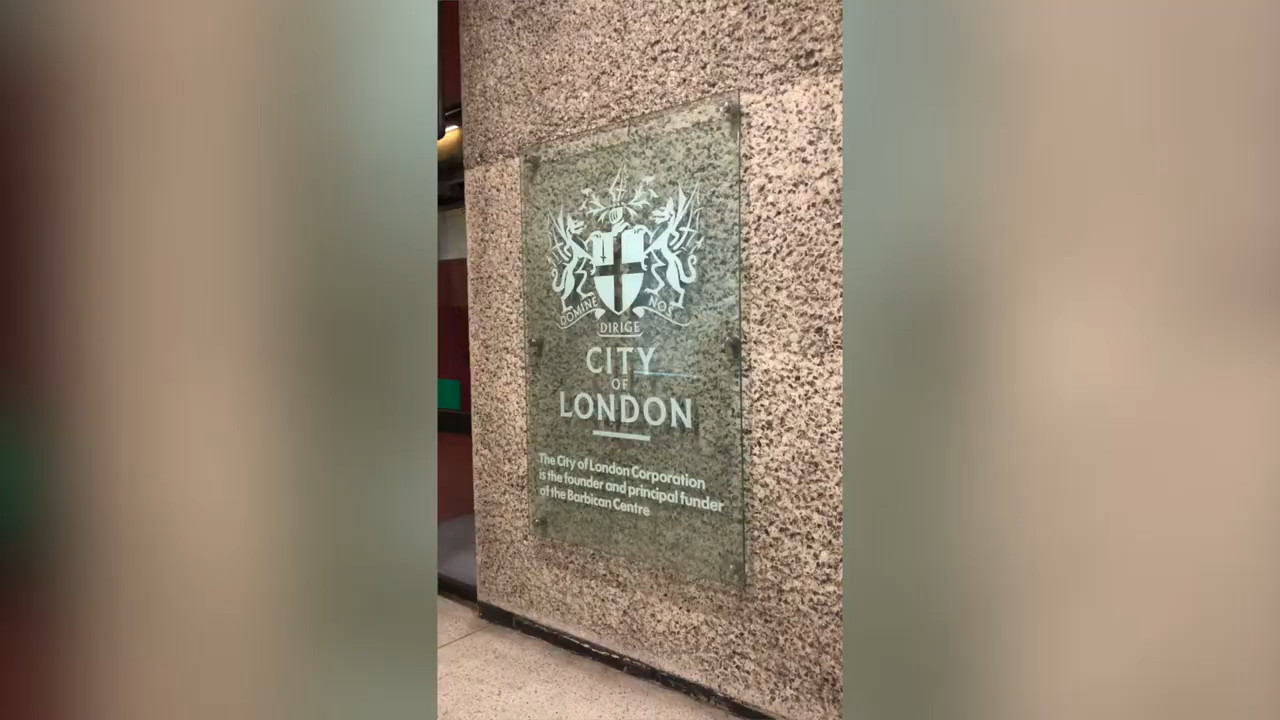 DOMINE DIRIGE NOS
CITY
OF
LONDON
The City of London Corporation
is the founder and principal funder
of the Barbican Centre